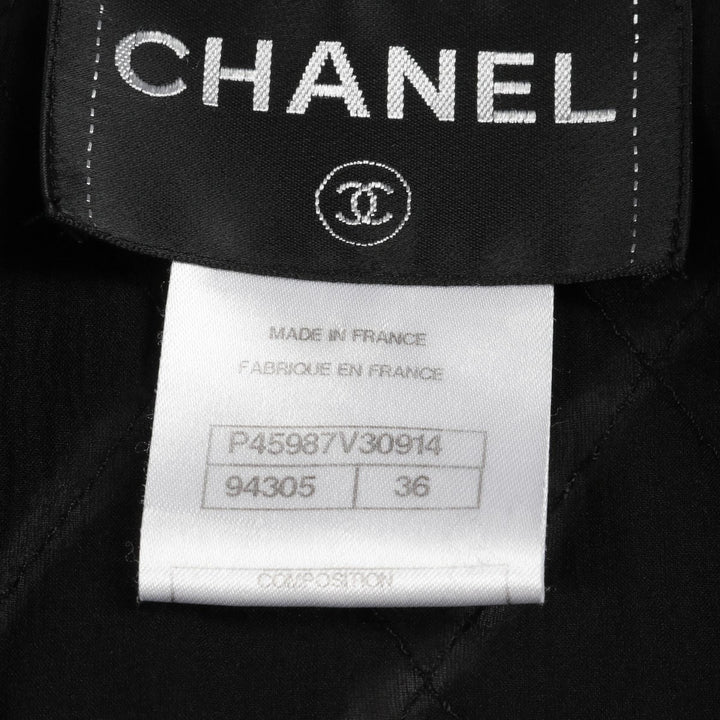 CHANEL
MADE IN FRANCE
FABRIQUE EN FRANCE
P45987V30914
94305 36
COMPOSITION